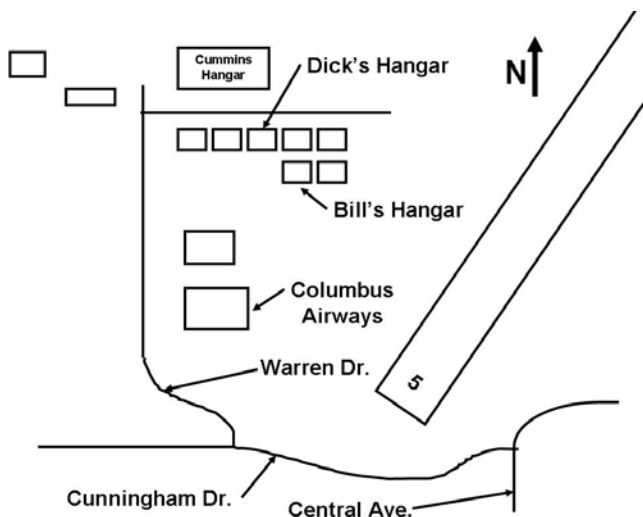 Cummins
Hangar
Dick's Hangar
N
Bill's Hangar
Columbus
Airways
Warren Dr.
5
Cunningham Dr.
Central Ave.